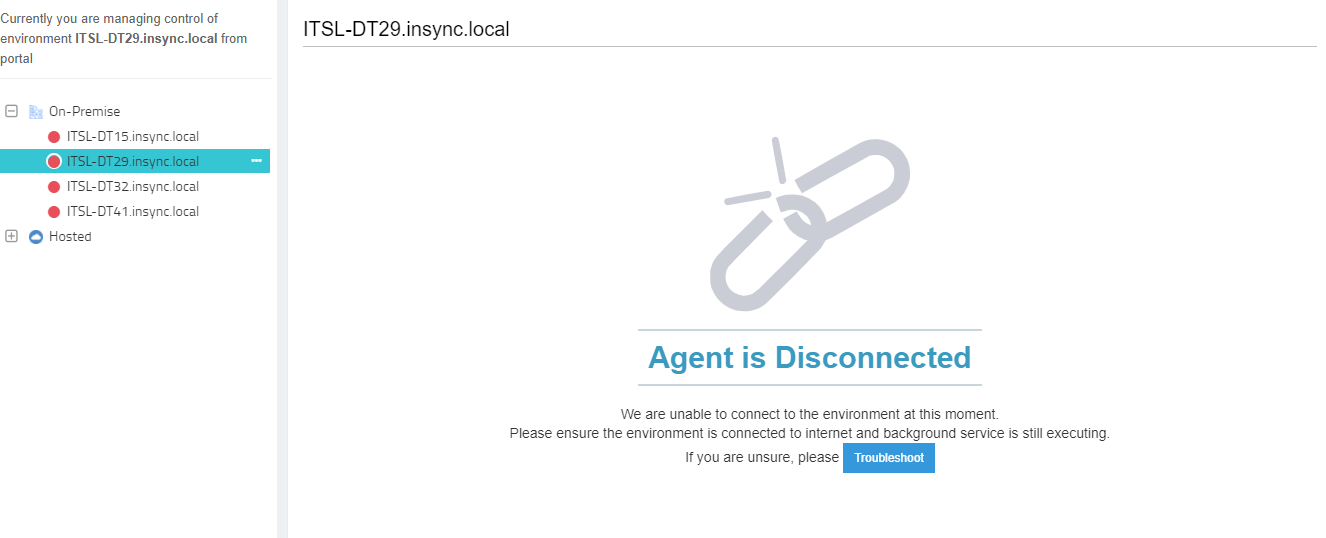 Currently you are managing control of
environment ITSL-DT29.insync.local from
portal
On-Premise
ITSL-DT15.insync.local
ITSL-DT29.insync.local
ITSL-DT32.insync.local
ITSL-DT41.insync.local
Hosted
ITSL-DT29.insync.local
Agent is Disconnected
We are unable to connect to the environment at this moment.
Please ensure the environment is connected to internet and background service is still executing.
If you are unsure, please Troubleshoot